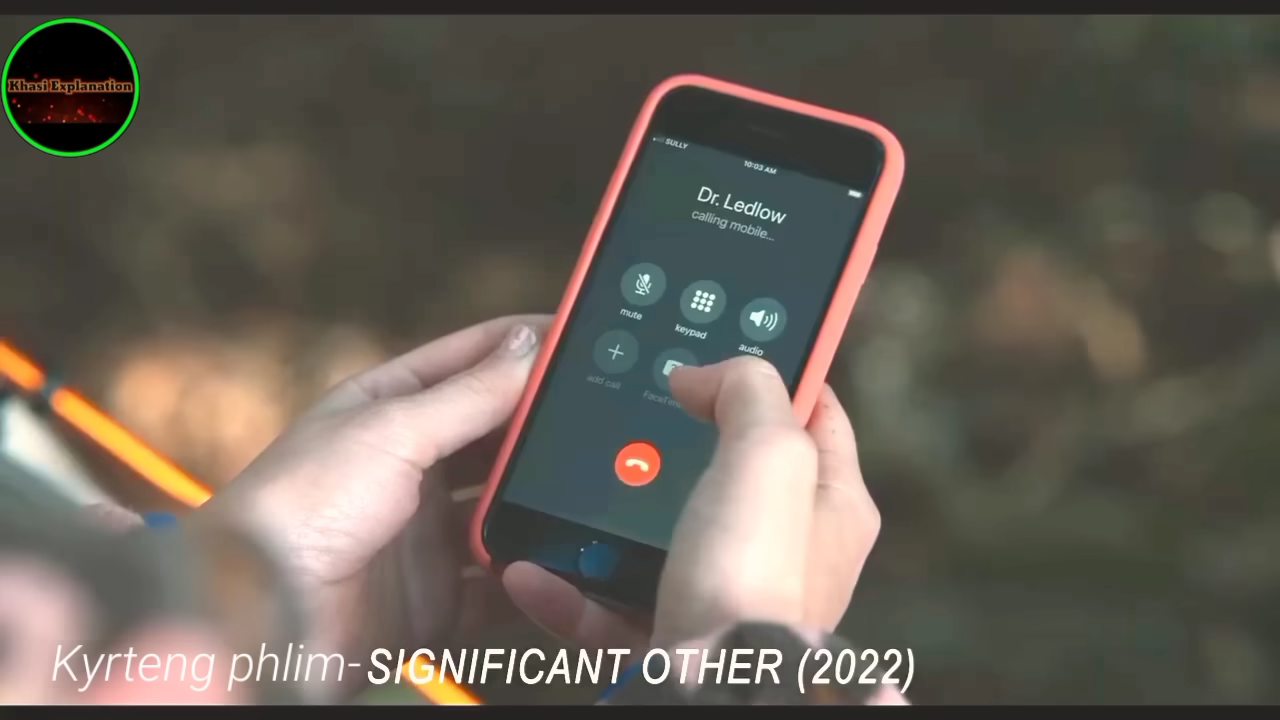 Khasi Explanation
SULLY
10:03 AM
Dr. Ledlow
calling mobile...
mute
keypad
audio
add call
Kyrteng phlim-SIGNIFICANT OTHER (2022)